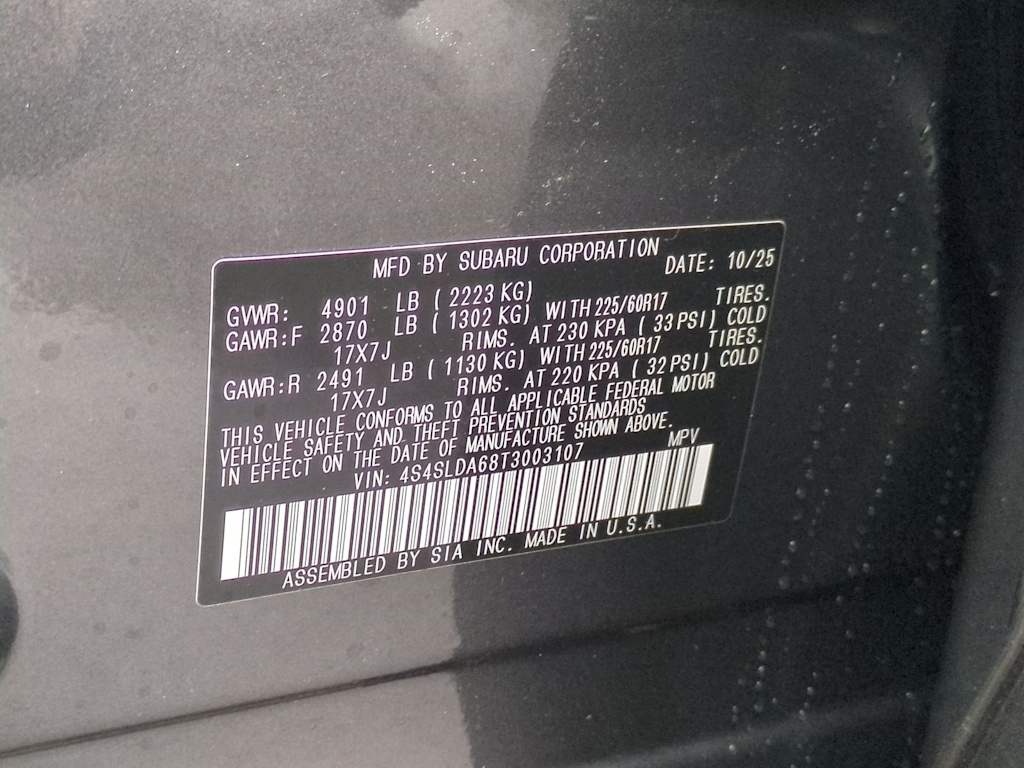 MFD BY SUBARU CORPORATION DATE: 10/25
GVWR: 4901 LB ( 2223 KG)
GAWR:F 2870 LB ( 1302 KG) WITH 225/60R17 TIRES.
17X7J RIMS. AT 230 KPA ( 33 PSI) COLD
GAWR:R 2491 LB ( 1130 KG) WITH 225/60R17 TIRES.
17X7J RIMS. AT 220 KPA ( 32 PSI) COLD
THIS VEHICLE CONFORMS TO ALL APPLICABLE FEDERAL MOTOR
VEHICLE SAFETY AND THEFT PREVENTION STANDARDS
IN EFFECT ON THE DATE OF MANUFACTURE SHOWN ABOVE.
VIN: 4S4SLDA68T3003107 MPV
ASSEMBLED BY SIA INC. MADE IN U.S.A.